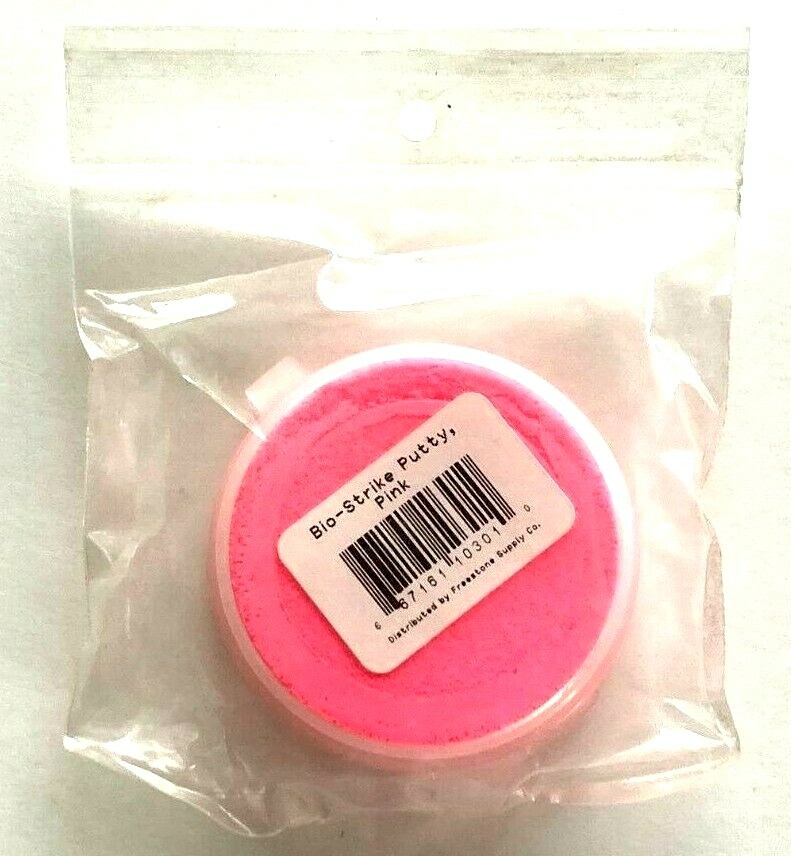 Bio-Strike Putty,
Pink
6 67161 10301 0
Distributed by Freestone Supply Co.